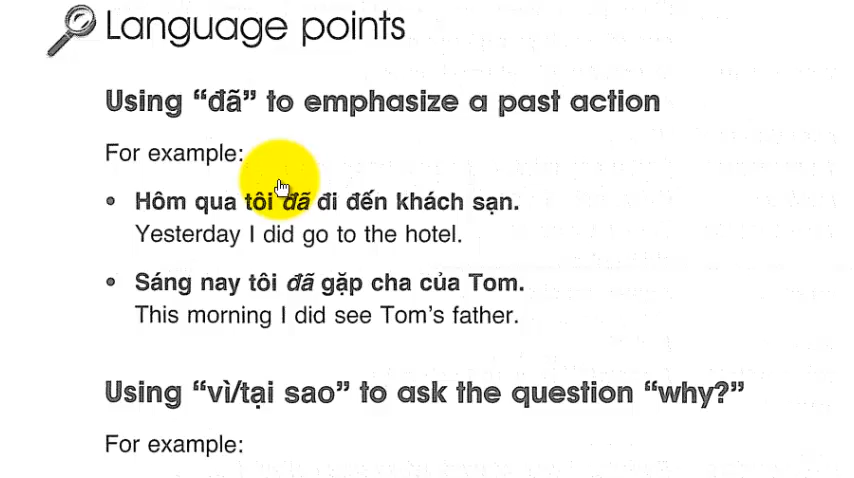 Language points
Using “đã” to emphasize a past action
For example:
• Hôm qua tôi đã đi đến khách sạn.
Yesterday I did go to the hotel.
• Sáng nay tôi đã gặp cha của Tom.
This morning I did see Tom’s father.
Using “vì/tại sao” to ask the question “why?”
For example: